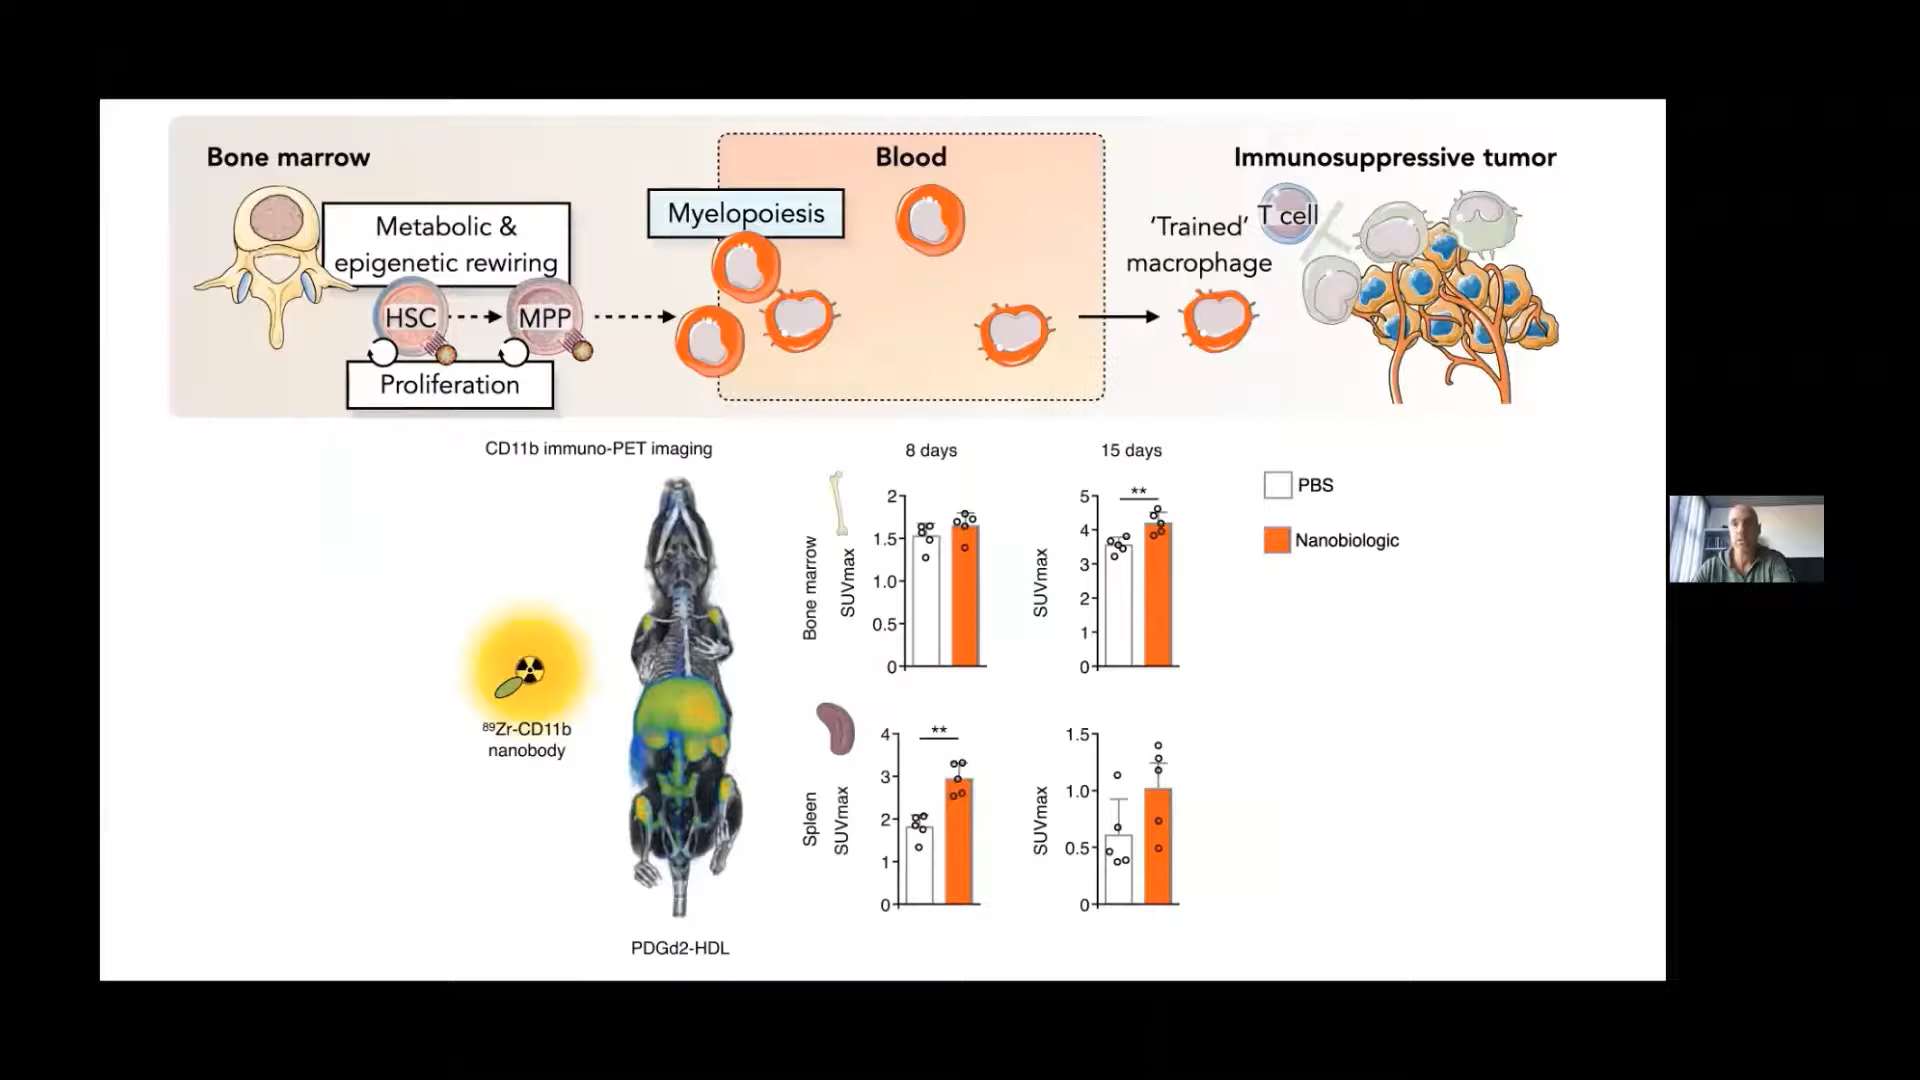 Bone marrow
Blood
Immunosuppressive tumor
Metabolic &
epigenetic rewiring
HSC
MPP
Proliferation
Myelopoiesis
‘Trained’
macrophage
T cell
CD11b immuno-PET imaging
⁸⁹Zr-CD11b
nanobody
PDGd2-HDL
8 days
15 days
Bone marrow
SUVmax
2
1.5
1.0
0.5
0
SUVmax
**
5
4
3
2
1
0
Spleen
SUVmax
**
4
3
2
1
0
SUVmax
1.5
1.0
0.5
0
PBS
Nanobiologic